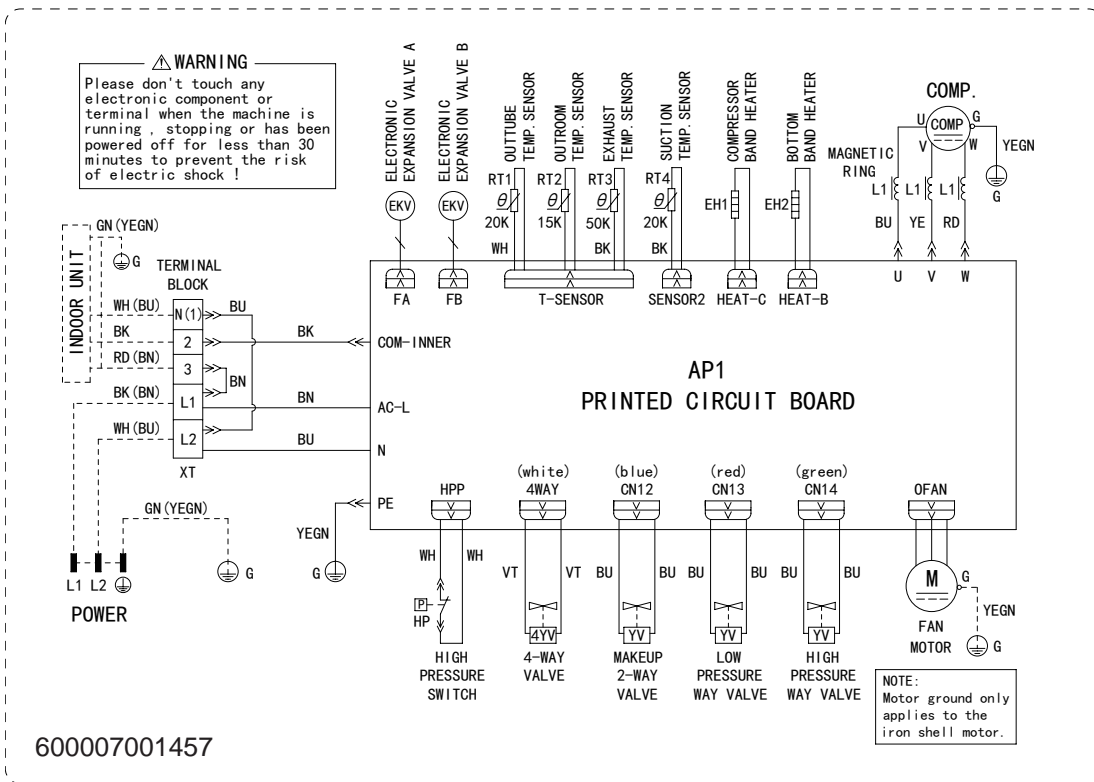 ⚠ WARNING
Please don't touch any
electronic component or
terminal when the machine is
running , stopping or has been
powered off for less than 30
minutes to prevent the risk
of electric shock !
ELECTRONIC
EXPANSION VALVE A
ELECTRONIC
EXPANSION VALVE B
OUTTUBE
TEMP. SENSOR
OUTROOM
TEMP. SENSOR
EXHAUST
TEMP. SENSOR
SUCTION
TEMP. SENSOR
COMPRESSOR
BAND HEATER
BOTTOM
BAND HEATER
COMP.
U
COMP
G
V
W
YEGN
G
MAGNETIC
RING
L1
L1
L1
BU
YE
RD
U
V
W
EKV
EKV
RT1
RT2
RT3
RT4
θ
θ
θ
θ
20K
15K
50K
20K
WH
BK
BK
EH1
EH2
FA
FB
T-SENSOR
SENSOR2
HEAT-C
HEAT-B
INDOOR UNIT
GN(YEGN)
G
TERMINAL
BLOCK
WH(BU)
N(1)
BU
BK
2
BK
COM-INNER
RD(BN)
3
BN
BK(BN)
L1
BN
AC-L
WH(BU)
L2
BU
N
XT
AP1
PRINTED CIRCUIT BOARD
PE
YEGN
G
GN(YEGN)
G
L1 L2
POWER
HPP
(white)
4WAY
(blue)
CN12
(red)
CN13
(green)
CN14
OFAN
WH
WH
VT
VT
BU
BU
BU
BU
BU
BU
P
HP
4YV
YV
YV
YV
M
G
YEGN
G
HIGH
PRESSURE
SWITCH
4-WAY
VALVE
MAKEUP
2-WAY
VALVE
LOW
PRESSURE
WAY VALVE
HIGH
PRESSURE
WAY VALVE
FAN
MOTOR
NOTE:
Motor ground only
applies to the
iron shell motor.
600007001457